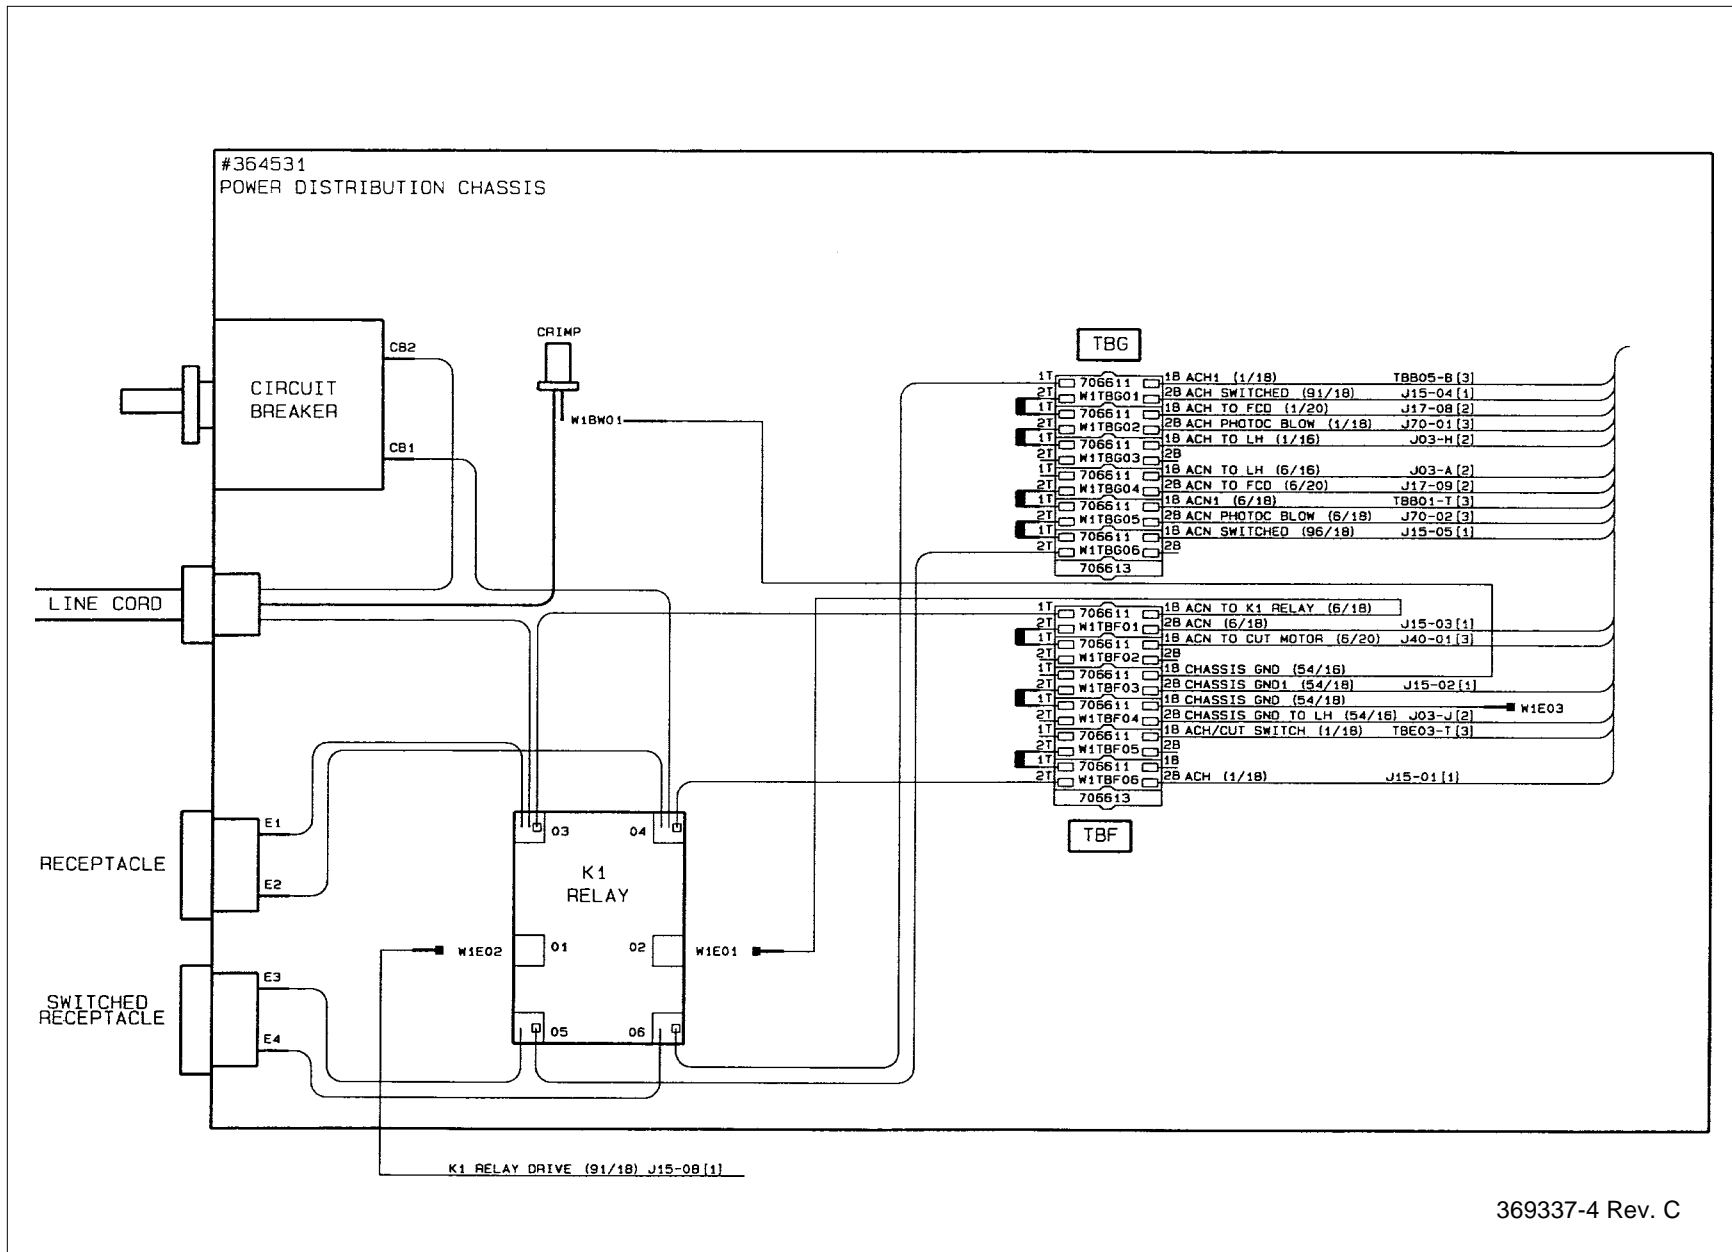 #364531
POWER DISTRIBUTION CHASSIS
CB2
CIRCUIT
BREAKER
CB1
CRIMP
W1BW01
LINE CORD
TBG
1T 706611 1B ACH1 (1/18) TBB05-B[3]
2T W1TBG01 2B ACH SWITCHED (91/18) J15-04[1]
1T 706611 1B ACH TO FCD (1/20) J17-08[2]
2T W1TBG02 2B ACH PHOTOC BLOW (1/18) J70-01[3]
1T 706611 1B ACH TO LH (1/16) J03-H[2]
2T W1TBG03 2B
1T 706611 1B ACN TO LH (6/16) J03-A[2]
2T W1TBG04 2B ACN TO FCD (6/20) J17-09[2]
1T 706611 1B ACN1 (6/18) TBB01-T[3]
2T W1TBG05 2B ACN PHOTOC BLOW (6/18) J70-02[3]
1T 706611 1B ACN SWITCHED (96/18) J15-05[1]
2T W1TBG06 2B
706613
1T 706611 1B ACN TO K1 RELAY (6/18)
2T W1TBF01 2B ACN (6/18) J15-03[1]
1T 706611 1B ACN TO CUT MOTOR (6/20) J40-01[3]
2T W1TBF02 2B
1T 706611 1B CHASSIS GND (54/16)
2T W1TBF03 2B CHASSIS GND1 (54/18) J15-02[1]
1T 706611 1B CHASSIS GND (54/18) W1E03
2T W1TBF04 2B CHASSIS GND TO LH (54/16) J03-J[2]
1T 706611 1B ACH/CUT SWITCH (1/18) TBE03-T[3]
2T W1TBF05 2B
1T 706611 1B
2T W1TBF06 2B ACH (1/18) J15-01[1]
706613
TBF
RECEPTACLE
E1
E2
03 04
K1
RELAY
W1E02 01 02 W1E01
05 06
SWITCHED
RECEPTACLE
E3
E4
K1 RELAY DRIVE (91/18) J15-08[1]
369337-4 Rev. C